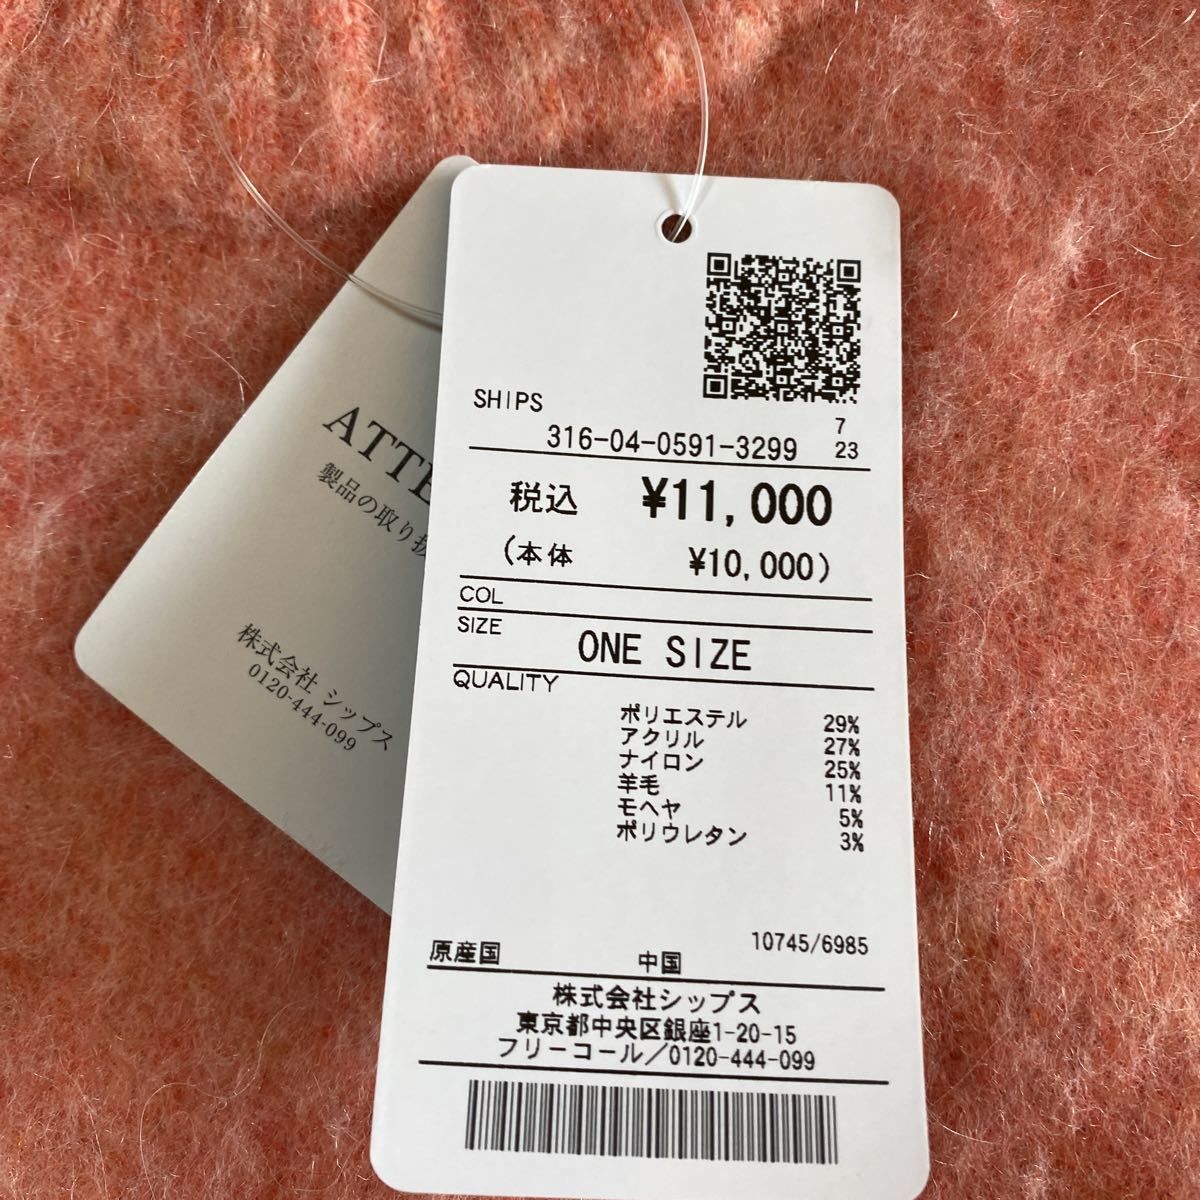 SHIPS
7
316-04-0591-3299 23
税込 ¥11,000
(本体 ¥10,000)
COL
SIZE ONE SIZE
QUALITY
ポリエステル 29%
アクリル 27%
ナイロン 25%
羊毛 11%
モヘヤ 5%
ポリウレタン 3%
10745/6985
原産国 中国
株式会社シップス
東京都中央区銀座1-20-15
フリーコール/0120-444-099
ATTE
製品の取り扱
株式会社 シップス
0120-444-099